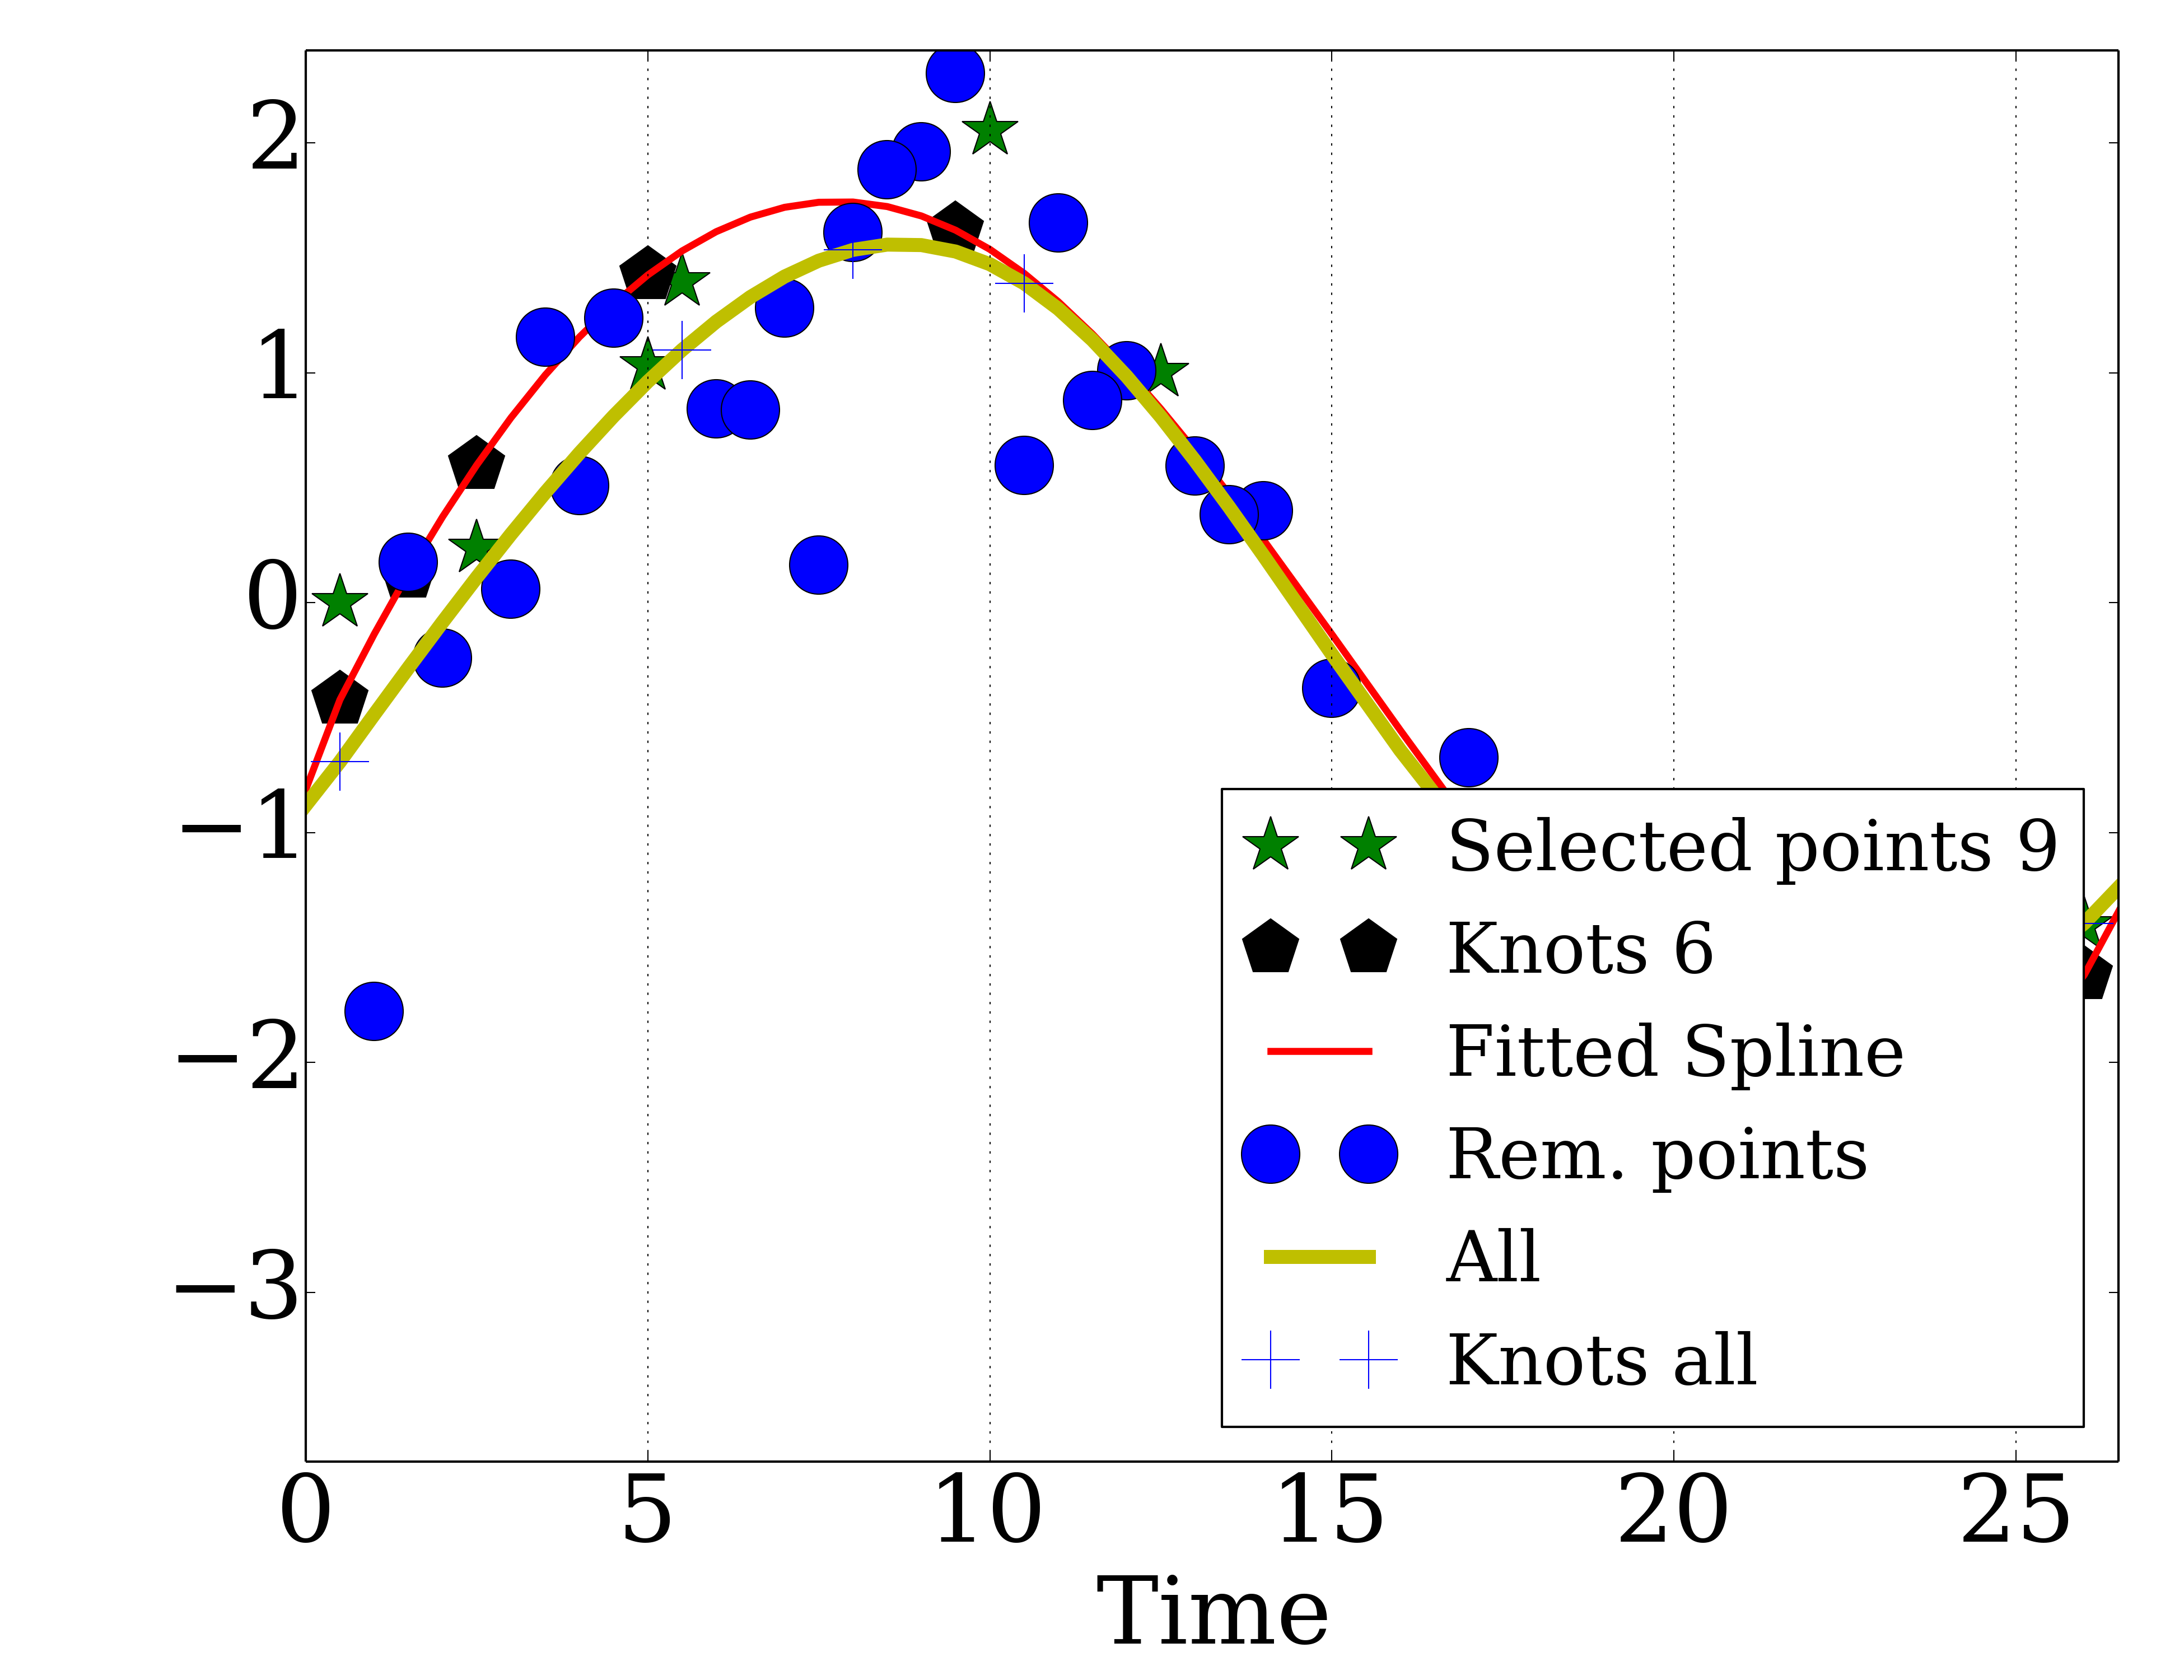 2
1
0
−1
−2
−3
0 5 10 15 20 25
Time
Selected points 9
Knots 6
Fitted Spline
Rem. points
All
Knots all